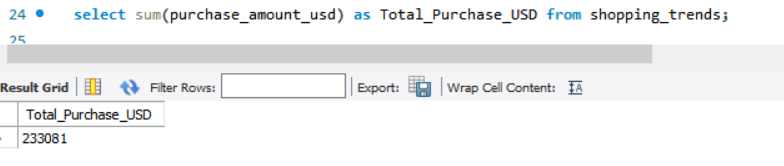 24 select sum(purchase_amount_usd) as Total_Purchase_USD from shopping_trends;
25
Result Grid Filter Rows: Export: Wrap Cell Content: IA
Total_Purchase_USD
233081